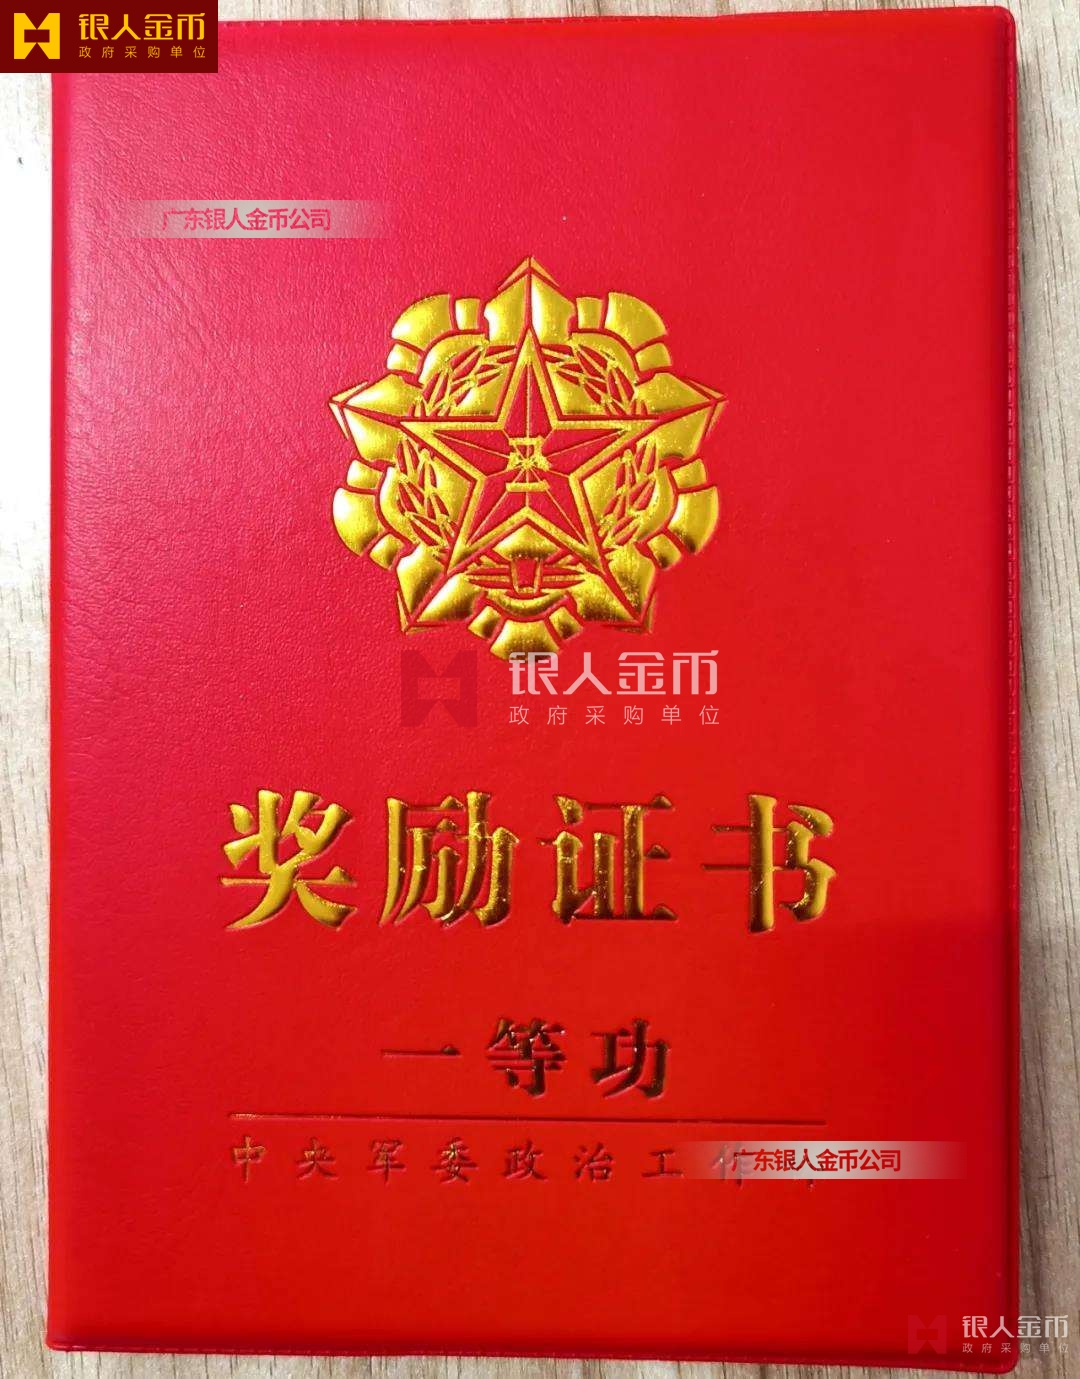 银人金币
政府采购单位
广东银人金币公司
银人金币
政府采购单位
奖励证书
一等功
中央军委政治工作
广东银人金币公司
银人金币
政府采购单位